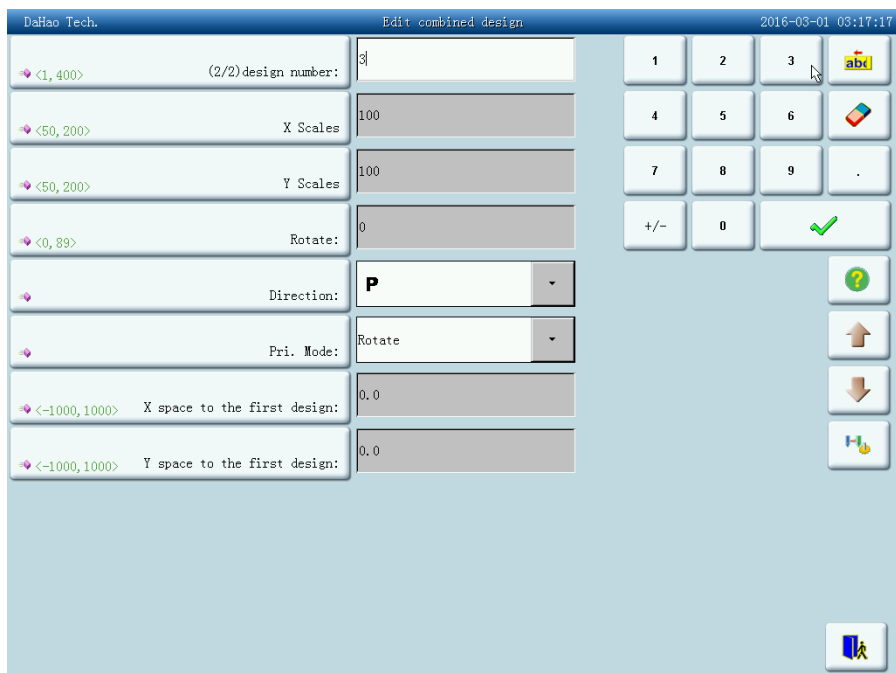 DaHao Tech. Edit combined design 2016-03-01 03:17:17
<1, 400> (2/2)design number: 3
<50, 200> X Scales 100
<50, 200> Y Scales 100
<0, 89> Rotate: 0
Direction: P
Pri. Mode: Rotate
<-1000, 1000> X space to the first design: 0.0
<-1000, 1000> Y space to the first design: 0.0
1 2 3 abc
4 5 6
7 8 9 .
+/- 0
?